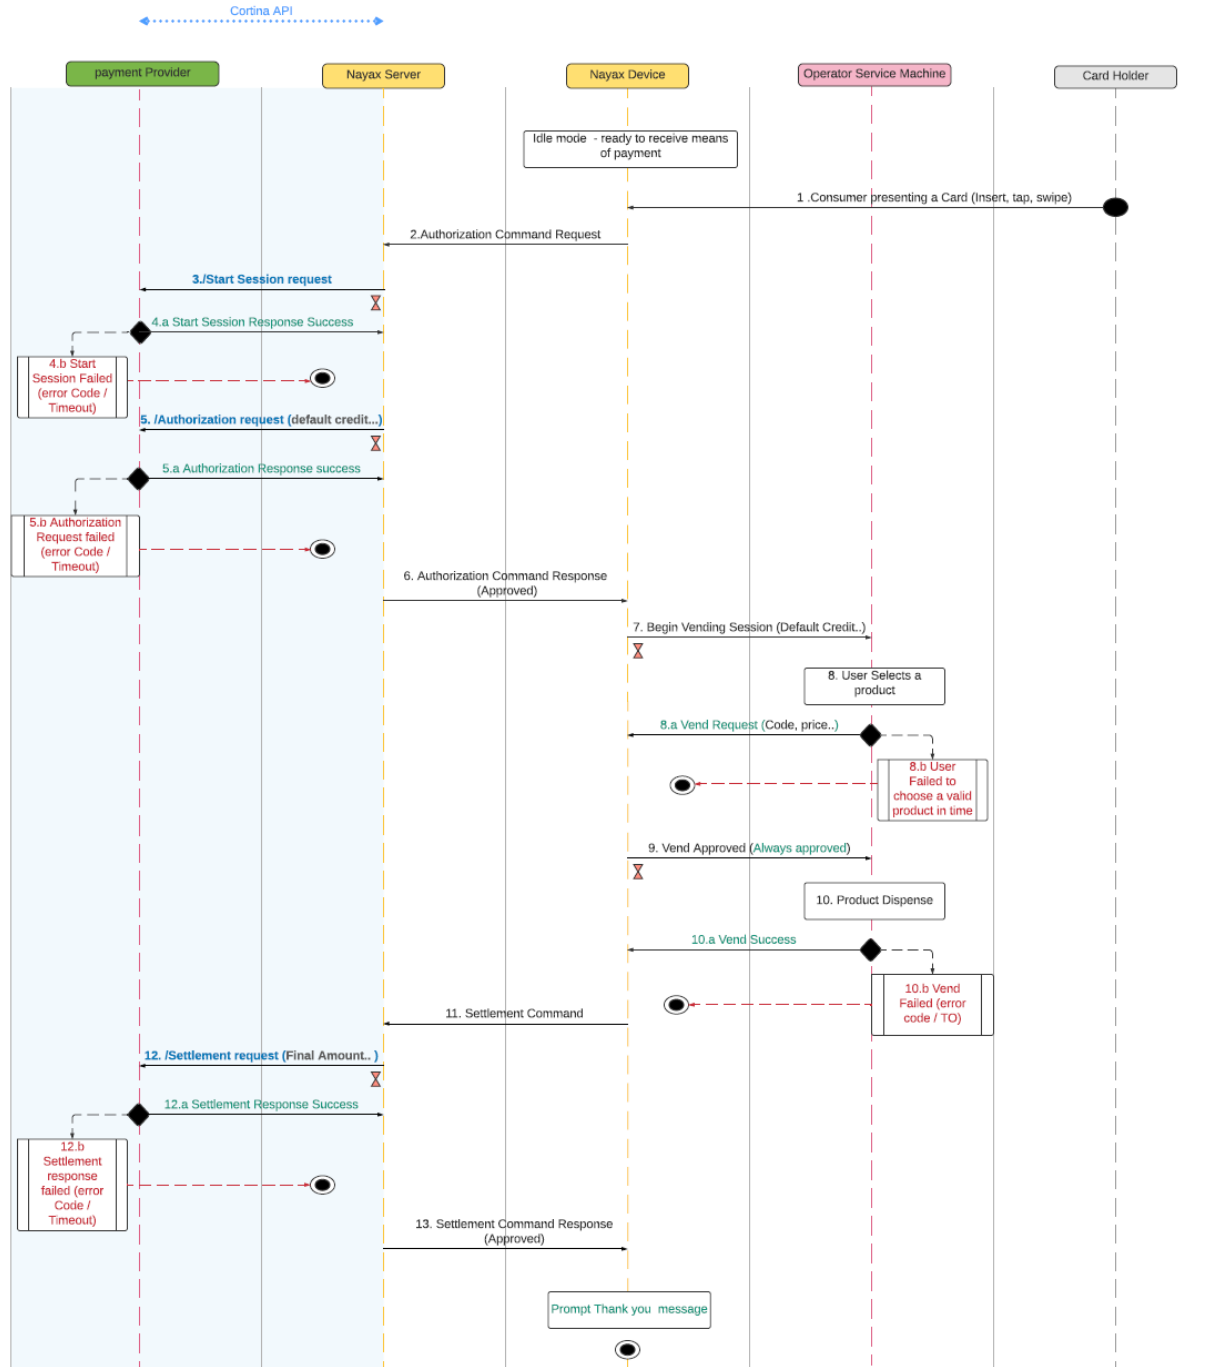 Cortina API
payment Provider
Nayax Server
Nayax Device
Operator Service Machine
Card Holder
Idle mode - ready to receive means
of payment
1 .Consumer presenting a Card (Insert, tap, swipe)
2.Authorization Command Request
3./Start Session request
4.a Start Session Response Success
4.b Start
Session Failed
(error Code /
Timeout)
5. /Authorization request (default credit...)
5.a Authorization Response success
5.b Authorization
Request failed
(error Code /
Timeout)
6. Authorization Command Response
(Approved)
7. Begin Vending Session (Default Credit..)
8. User Selects a
product
8.a Vend Request (Code, price..)
8.b User
Failed to
choose a valid
product in time
9. Vend Approved (Always approved)
10. Product Dispense
10.a Vend Success
10.b Vend
Failed (error
code / TO)
11. Settlement Command
12. /Settlement request (Final Amount.. )
12.a Settlement Response Success
12.b
Settlement
response
failed (error
Code /
Timeout)
13. Settlement Command Response
(Approved)
Prompt Thank you message